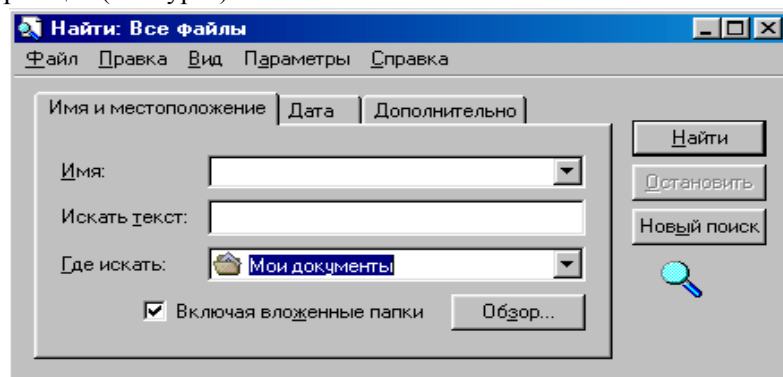 Найти: Все файлы
Файл Правка Вид Параметры Справка
Имя и местоположение Дата Дополнительно
Имя:
Искать текст:
Где искать: Мои документы
Включая вложенные папки Обзор...
Найти
Остановить
Новый поиск